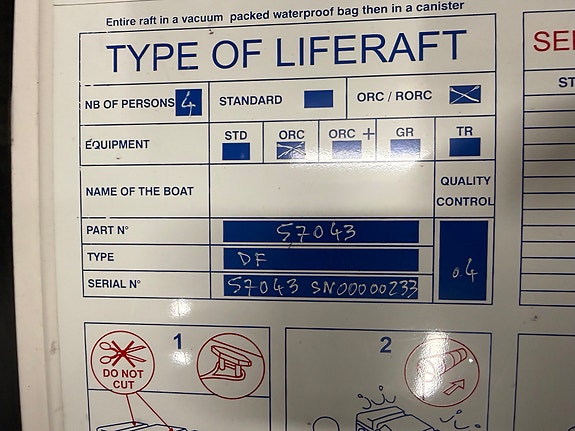 Entire raft in a vacuum packed waterproof bag then in a canister
TYPE OF LIFERAFT
NB OF PERSONS 4 STANDARD ORC / RORC
EQUIPMENT STD ORC ORC + GR TR
NAME OF THE BOAT QUALITY CONTROL
PART N° 57043
TYPE DF
SERIAL N° 57043 SN00000233
04
1
DO NOT
CUT
2